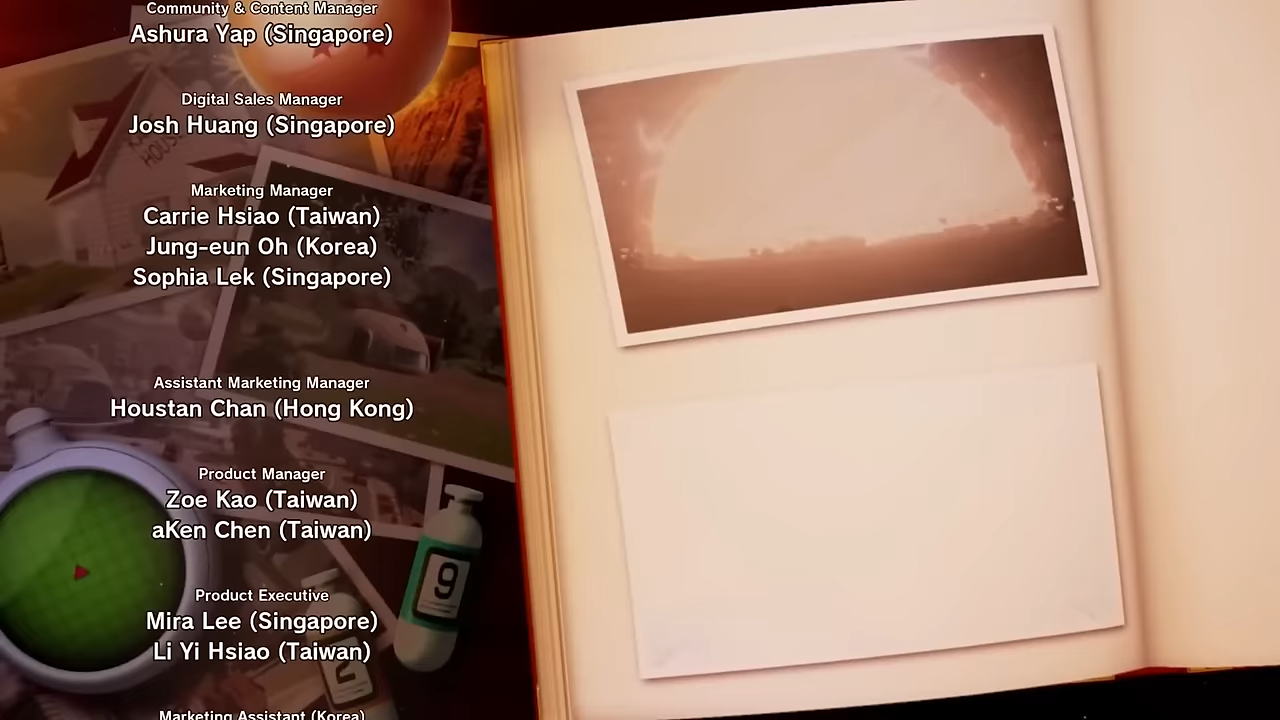 Community & Content Manager
Ashura Yap (Singapore)
Digital Sales Manager
Josh Huang (Singapore)
Marketing Manager
Carrie Hsiao (Taiwan)
Jung-eun Oh (Korea)
Sophia Lek (Singapore)
Assistant Marketing Manager
Houstan Chan (Hong Kong)
Product Manager
Zoe Kao (Taiwan)
aKen Chen (Taiwan)
9
Product Executive
Mira Lee (Singapore)
Li Yi Hsiao (Taiwan)
2
Marketing Assistant (Korea)